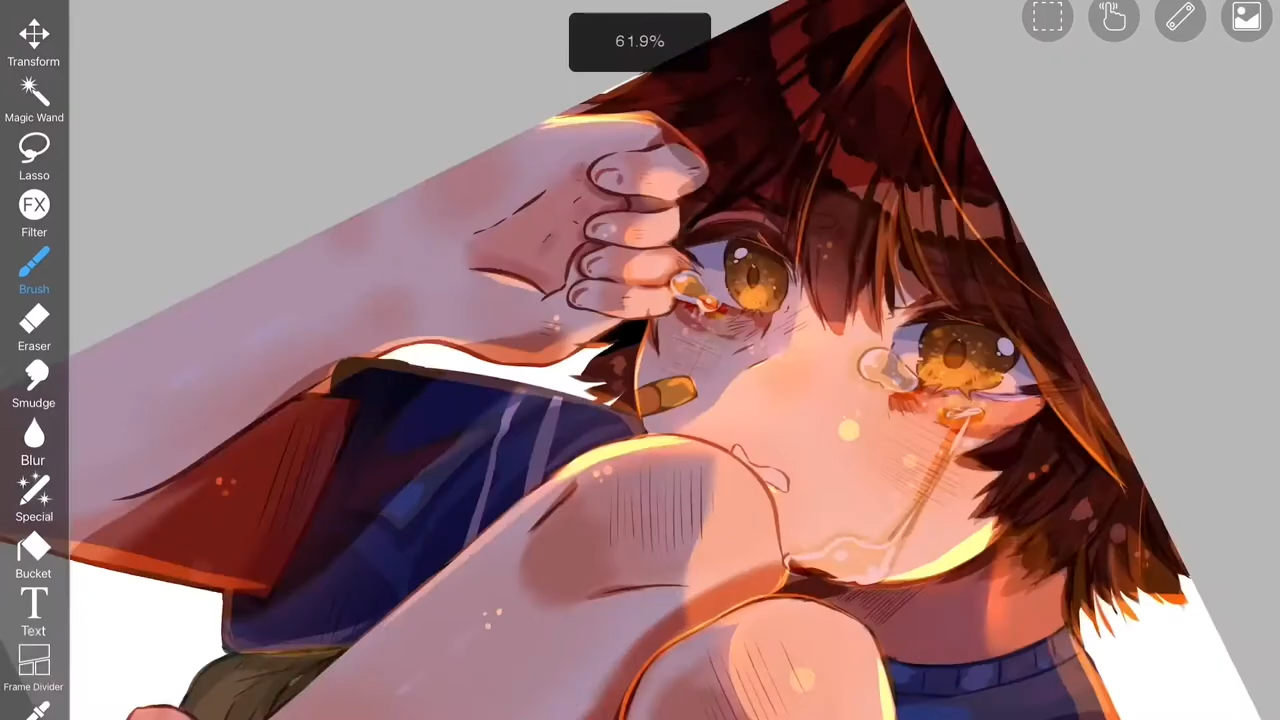 61.9%
Transform
Magic Wand
Lasso
FX
Filter
Brush
Eraser
Smudge
Blur
Special
Bucket
T
Text
Frame Divider